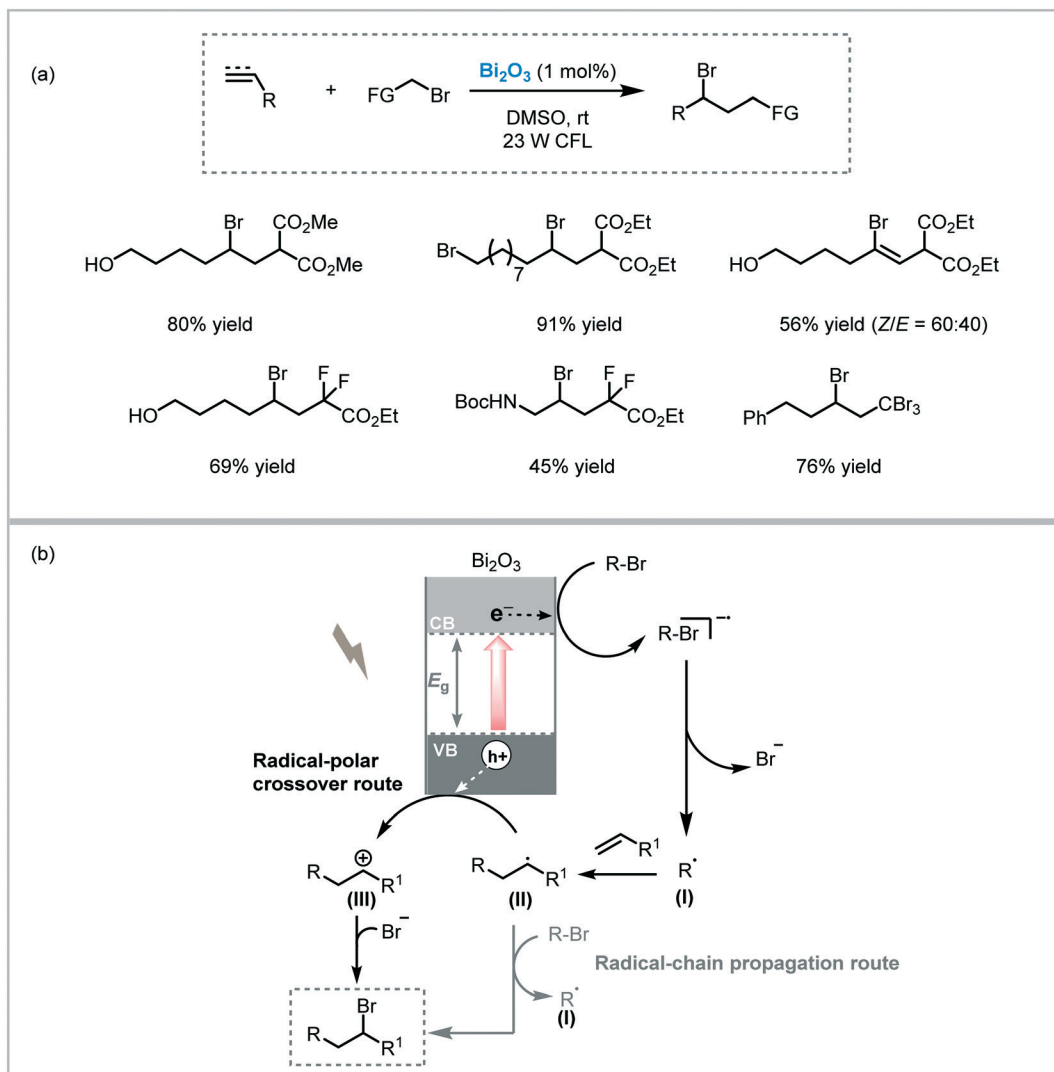 (a)
R
+
FG
Br
Bi₂O₃ (1 mol%)
DMSO, rt
23 W CFL
Br
R
FG
HO
Br
CO₂Me
CO₂Me
80% yield
Br
7
Br
CO₂Et
CO₂Et
91% yield
HO
Br
CO₂Et
CO₂Et
56% yield (Z/E = 60:40)
HO
Br
F
F
CO₂Et
69% yield
BocHN
Br
F
F
CO₂Et
45% yield
Ph
Br
CBr₃
76% yield
(b)
Bi₂O₃
R-Br
e⁻
CB
R-Br
−•
E_g
VB
h+
Br⁻
Radical-polar
crossover route
R
⊕
R¹
(III)
R
•
R¹
(II)
R¹
R•
(I)
Br⁻
R-Br
R•
(I)
Radical-chain propagation route
Br
R
R¹